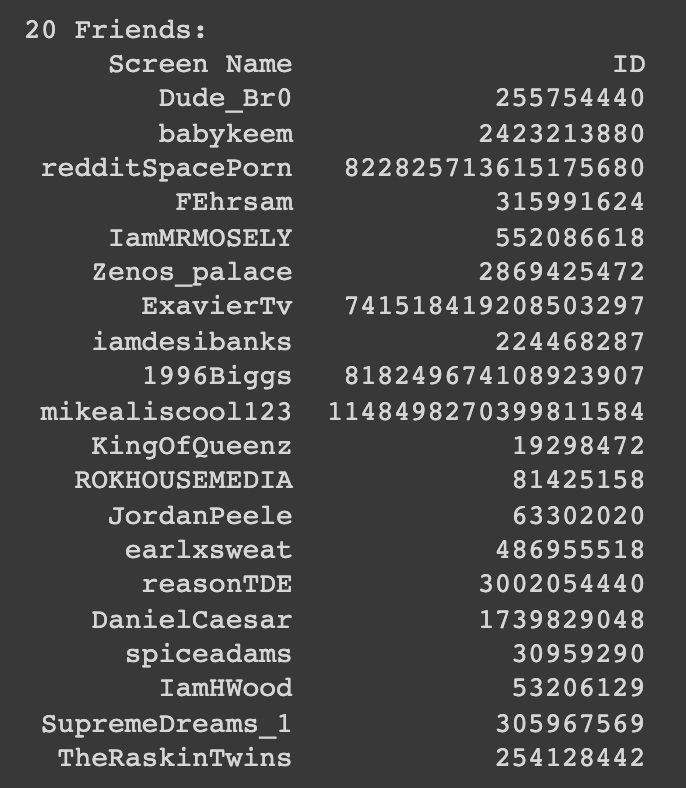 20 Friends:
Screen Name ID
Dude_Br0 255754440
babykeem 2423213880
redditSpacePorn 822825713615175680
FEhrsam 315991624
IamMRMOSELY 552086618
Zenos_palace 2869425472
ExavierTv 741518419208503297
iamdesibanks 224468287
1996Biggs 818249674108923907
mikealiscool123 1148498270399811584
KingOfQueenz 19298472
ROKHOUSEMEDIA 81425158
JordanPeele 63302020
earlxsweat 486955518
reasonTDE 3002054440
DanielCaesar 1739829048
spiceadams 30959290
IamHWood 53206129
SupremeDreams_1 305967569
TheRaskinTwins 254128442